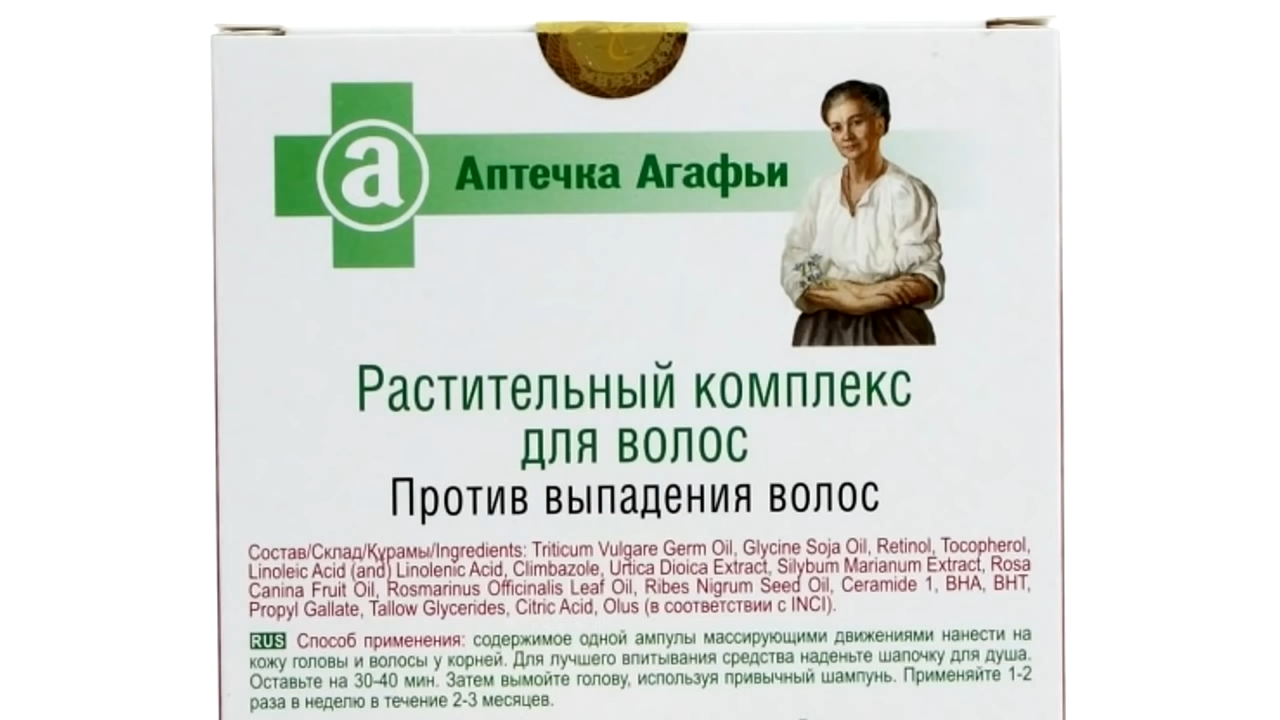 а
Аптечка Агафьи
Растительный комплекс
для волос
Против выпадения волос
Состав/Склад/Құрамы/Ingredients: Triticum Vulgare Germ Oil, Glycine Soja Oil, Retinol, Tocopherol,
Linoleic Acid (and) Linolenic Acid, Climbazole, Urtica Dioica Extract, Silybum Marianum Extract, Rosa
Canina Fruit Oil, Rosmarinus Officinalis Leaf Oil, Ribes Nigrum Seed Oil, Ceramide 1, BHA, BHT,
Propyl Gallate, Tallow Glycerides, Citric Acid, Olus (в соответствии с INCI).
RUS Способ применения: содержимое одной ампулы массирующими движениями нанести на
кожу головы и волосы у корней. Для лучшего впитывания средства наденьте шапочку для душа.
Оставьте на 30-40 мин. Затем вымойте голову, используя привычный шампунь. Применяйте 1-2
раза в неделю в течение 2-3 месяцев.